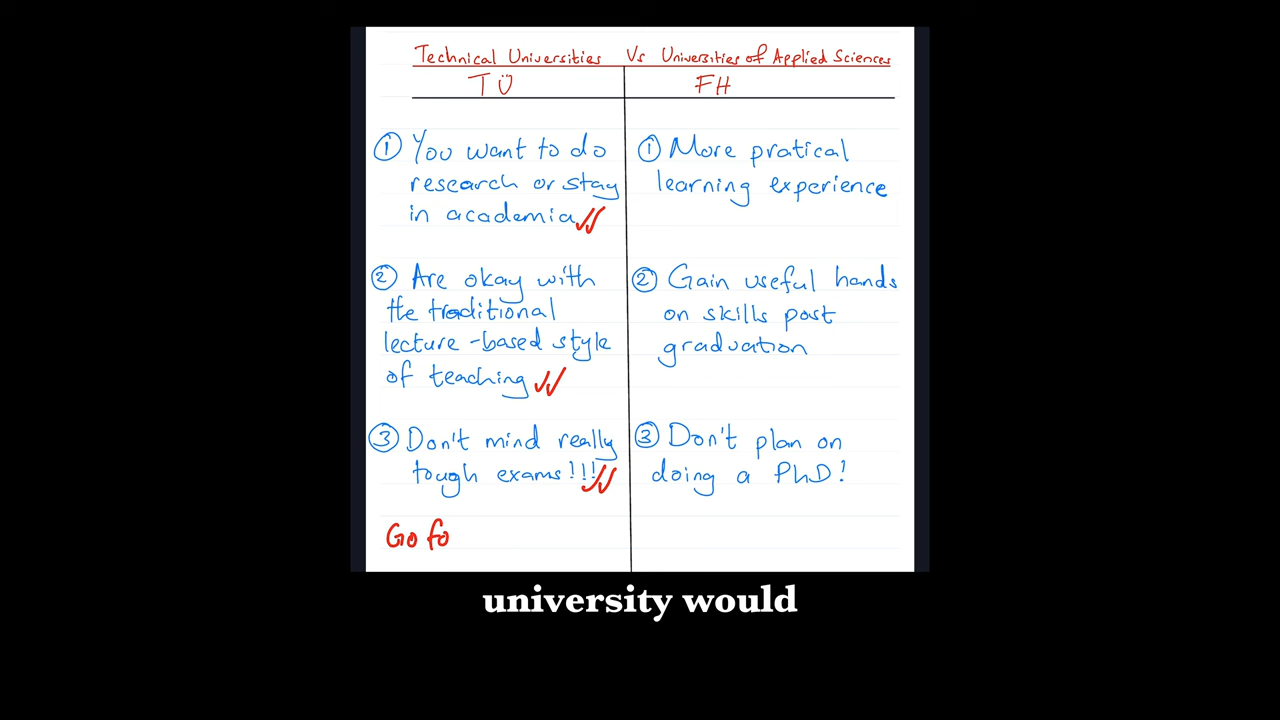 Technical Universities Vs Universities of Applied Sciences
TÜ FH
① You want to do
research or stay
in academia
② Are okay with
the traditional
lecture-based style
of teaching
③ Don't mind really
tough exams!!!
Go fo
① More pratical
learning experience
② Gain useful hands
on skills post
graduation
③ Don't plan on
doing a PhD!
university would